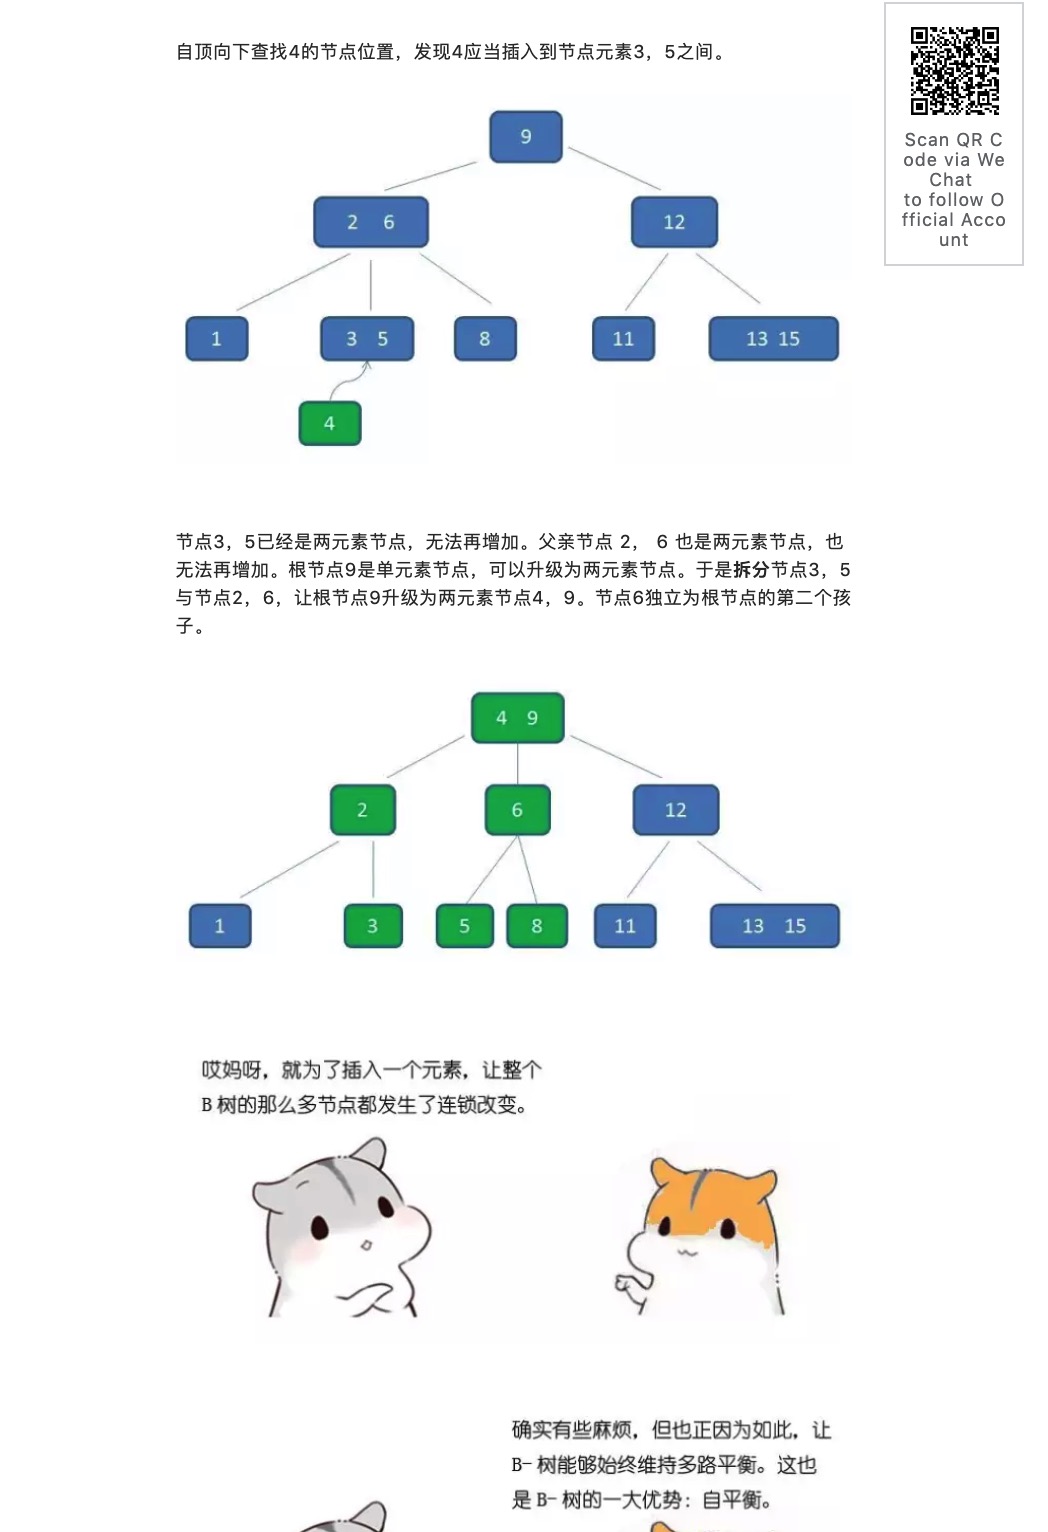 自顶向下查找4的节点位置，发现4应当插入到节点元素3，5之间。
Scan QR C
ode via We
Chat
to follow O
fficial Acco
unt
9
2 6
12
1
3 5
8
11
13 15
4
节点3，5已经是两元素节点，无法再增加。父亲节点 2， 6 也是两元素节点，也
无法再增加。根节点9是单元素节点，可以升级为两元素节点。于是拆分节点3，5
与节点2，6，让根节点9升级为两元素节点4，9。节点6独立为根节点的第二个孩
子。
4 9
2
6
12
1
3
5
8
11
13 15
哎妈呀，就为了插入一个元素，让整个
B 树的那么多节点都发生了连锁改变。
确实有些麻烦，但也正因为如此，让
B- 树能够始终维持多路平衡。这也
是 B- 树的一大优势：自平衡。